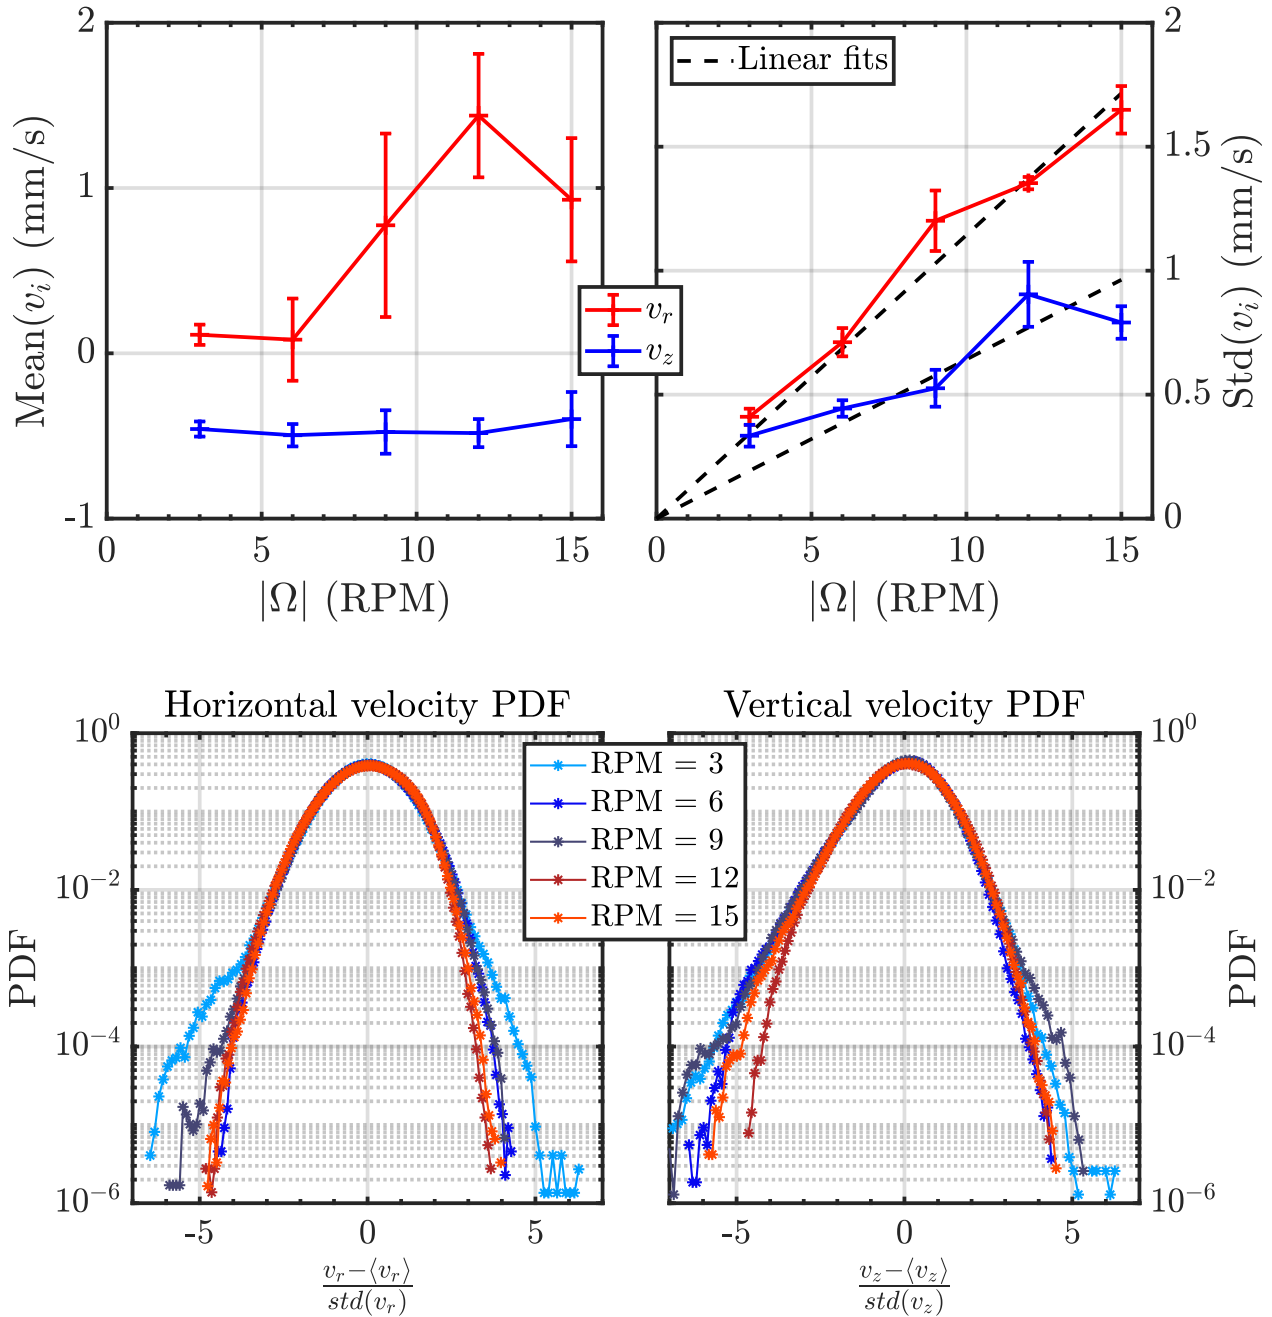 2
1
0
-1
0
5
10
15
Mean(v_i) (mm/s)
|Ω| (RPM)
v_r
v_z
Linear fits
2
1.5
1
0.5
0
0
5
10
15
Std(v_i) (mm/s)
|Ω| (RPM)
Horizontal velocity PDF
10^0
10^-2
10^-4
10^-6
-5
0
5
PDF
v_r−⟨v_r⟩
std(v_r)
RPM = 3
RPM = 6
RPM = 9
RPM = 12
RPM = 15
Vertical velocity PDF
10^0
10^-2
10^-4
10^-6
-5
0
5
PDF
v_z−⟨v_z⟩
std(v_z)